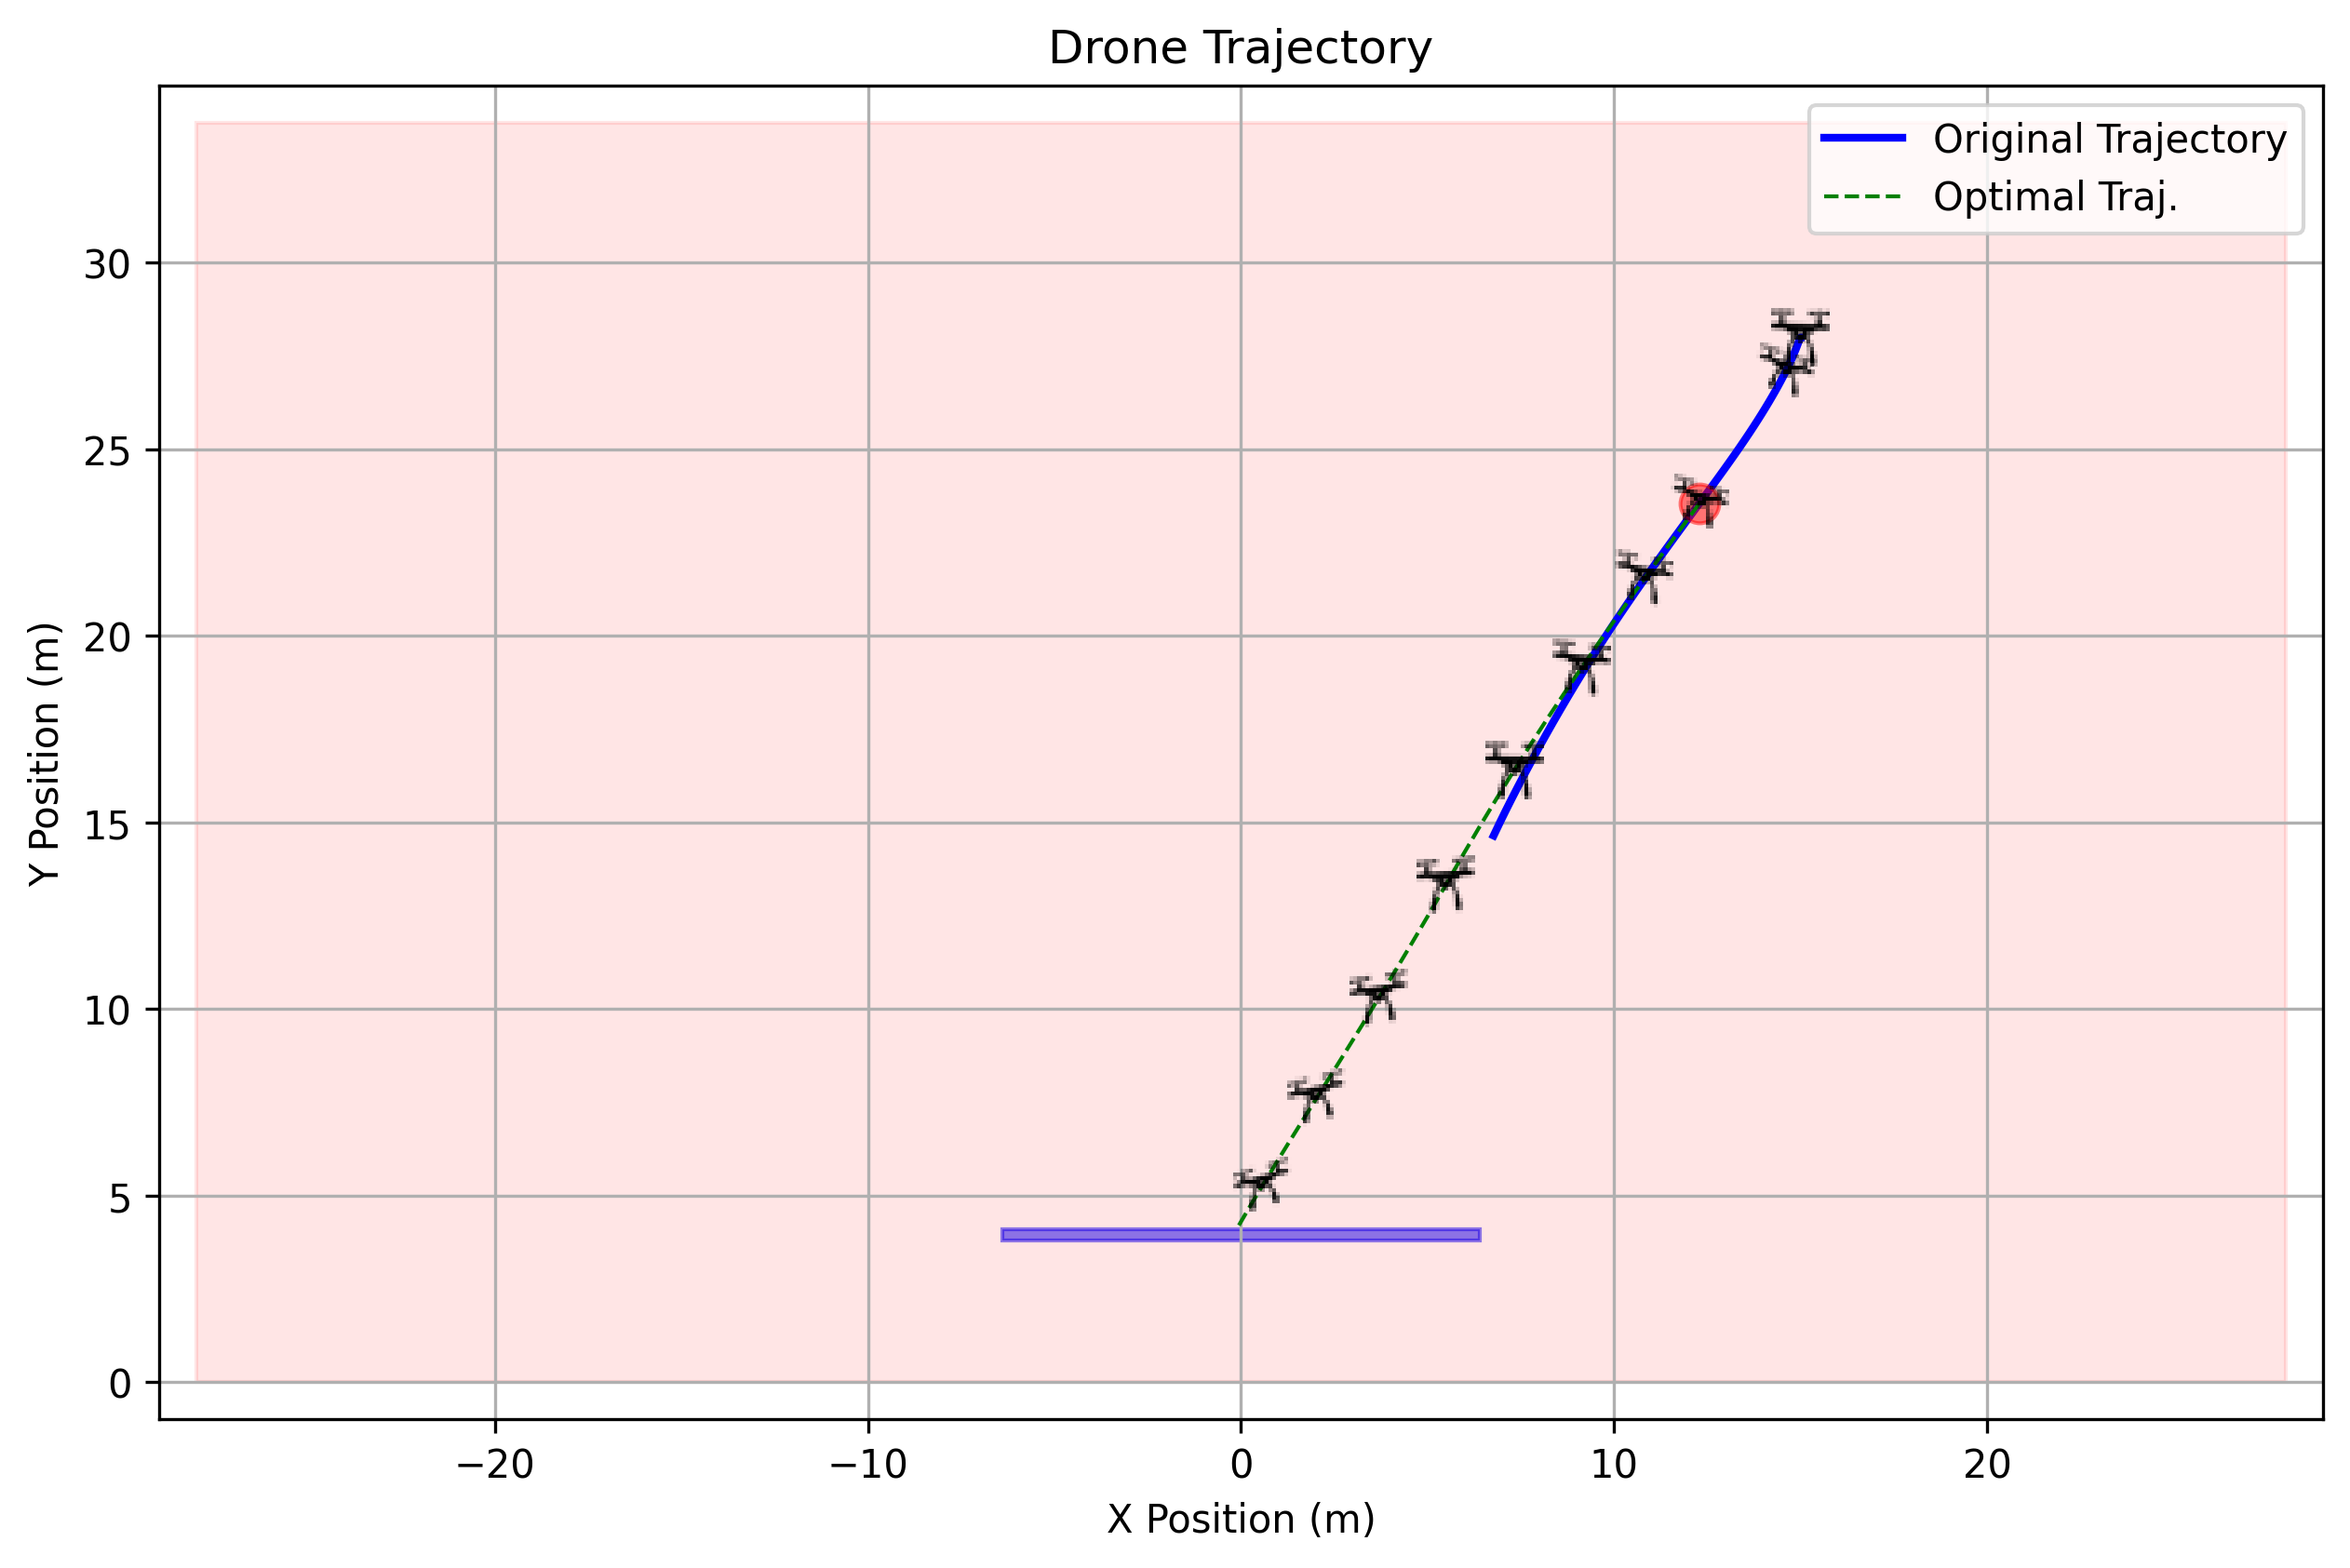 Drone Trajectory
Original Trajectory
Optimal Traj.
30
25
20
15
10
5
0
Y Position (m)
−20
−10
0
10
20
X Position (m)